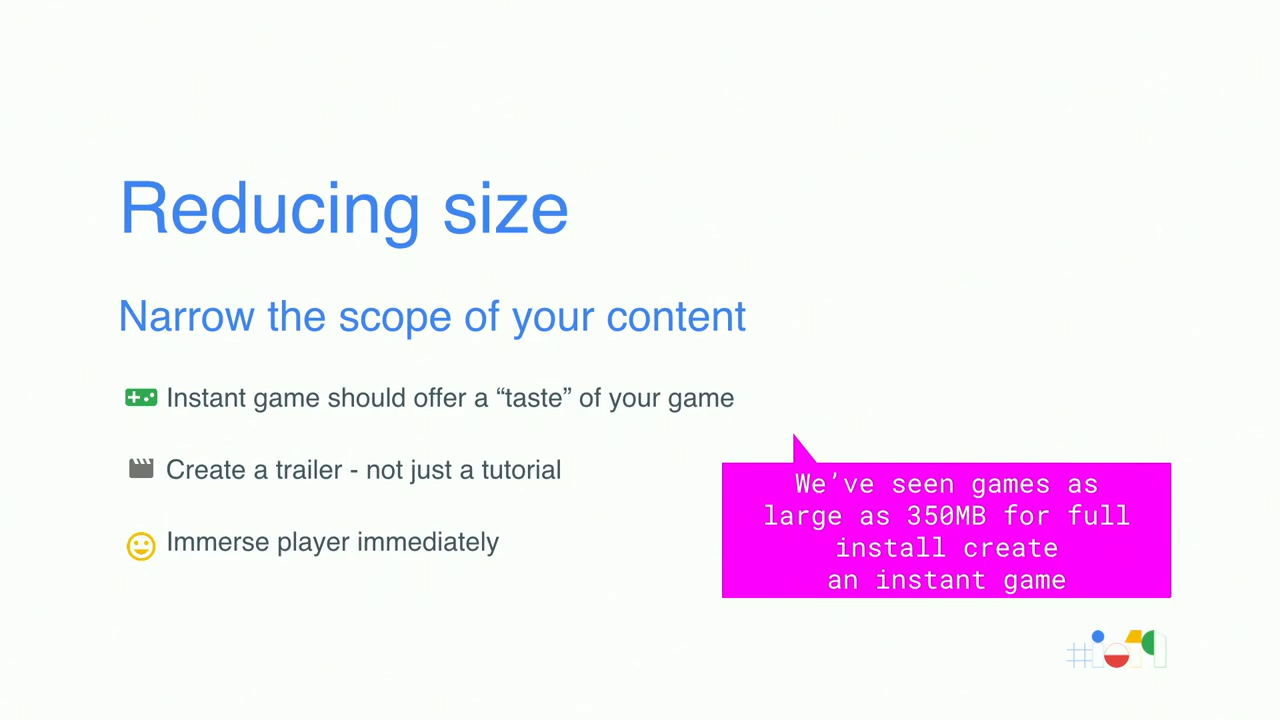 Reducing size
Narrow the scope of your content
Instant game should offer a “taste” of your game
Create a trailer - not just a tutorial
Immerse player immediately
We’ve seen games as
large as 350MB for full
install create
an instant game
#io19